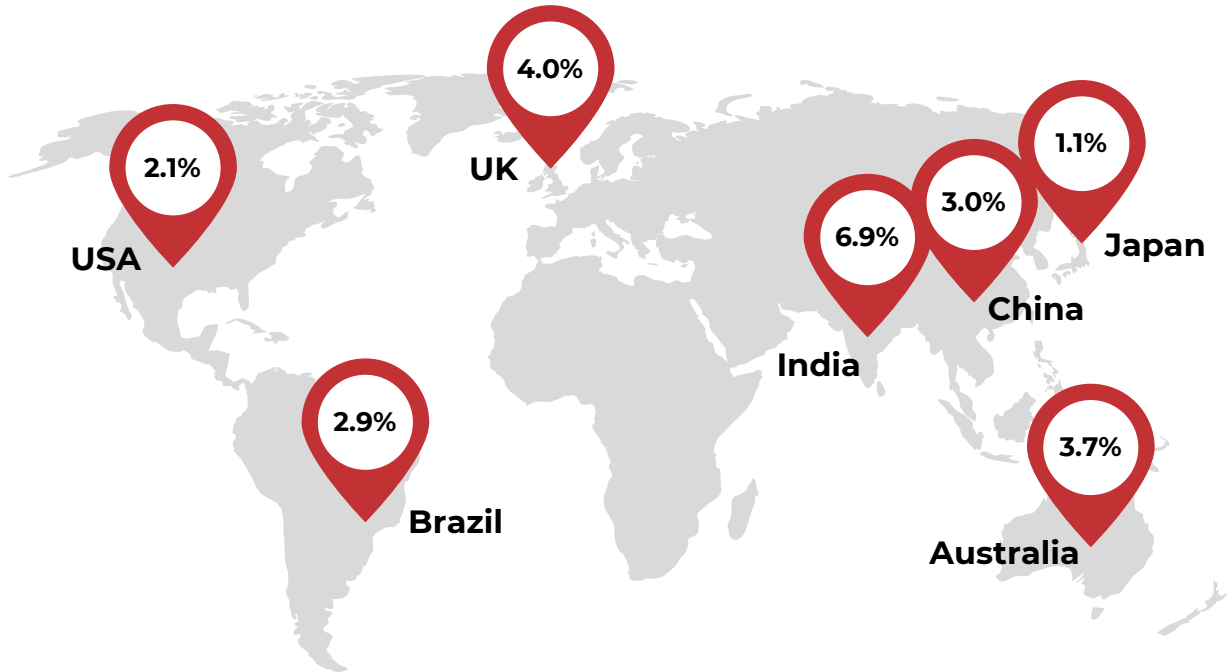 4.0%
UK
2.1%
USA
1.1%
Japan
3.0%
China
6.9%
India
2.9%
Brazil
3.7%
Australia